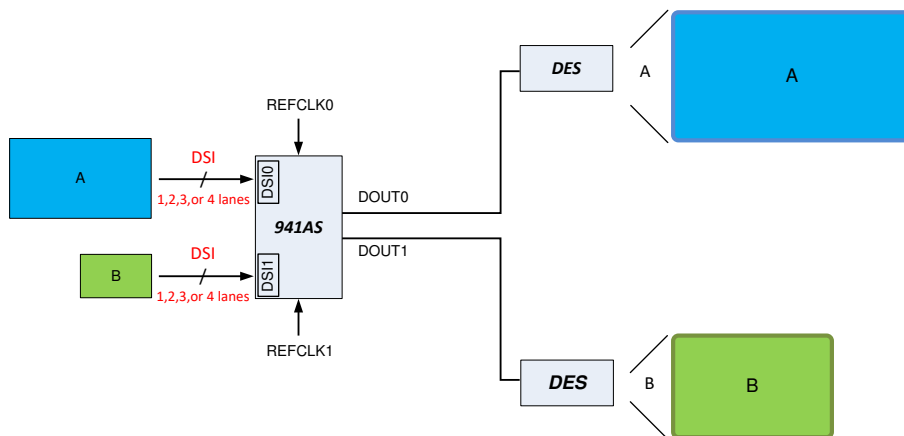 DES
A
A
REFCLK0
A
DSI
1,2,3,or 4 lanes
DSI0
941AS
DOUT0
DOUT1
B
DSI
1,2,3,or 4 lanes
DSI1
REFCLK1
DES
B
B